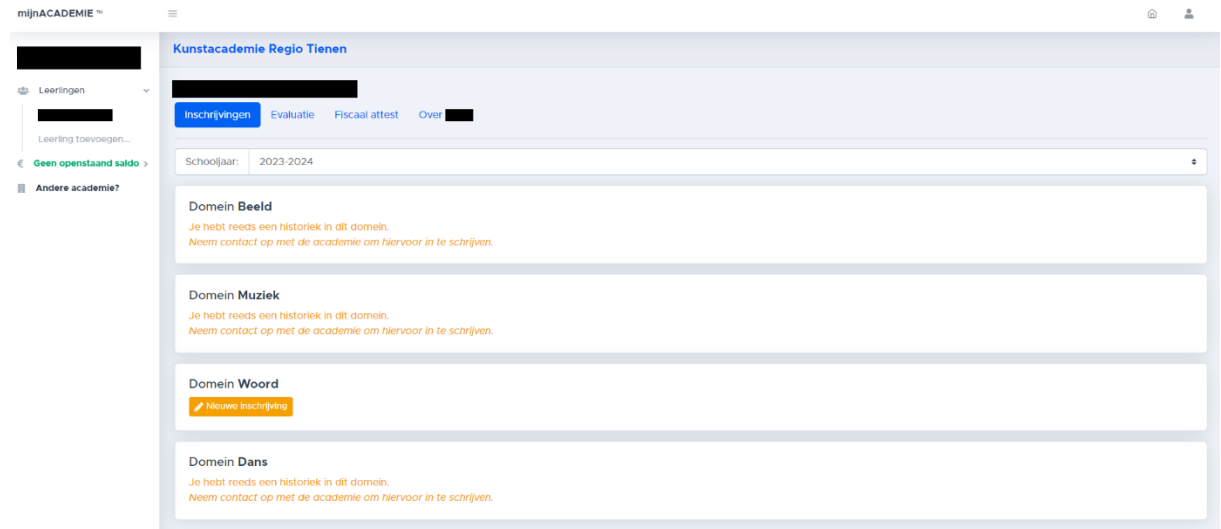 mijnACADEMIE ™
Kunstacademie Regio Tienen
Leerlingen
Leerling toevoegen...
Geen openstaand saldo
Andere academie?
Inschrijvingen Evaluatie Fiscaal attest Over
Schooljaar: 2023-2024
Domein Beeld
Je hebt reeds een historiek in dit domein.
Neem contact op met de academie om hiervoor in te schrijven.
Domein Muziek
Je hebt reeds een historiek in dit domein.
Neem contact op met de academie om hiervoor in te schrijven.
Domein Woord
Nieuwe inschrijving
Domein Dans
Je hebt reeds een historiek in dit domein.
Neem contact op met de academie om hiervoor in te schrijven.